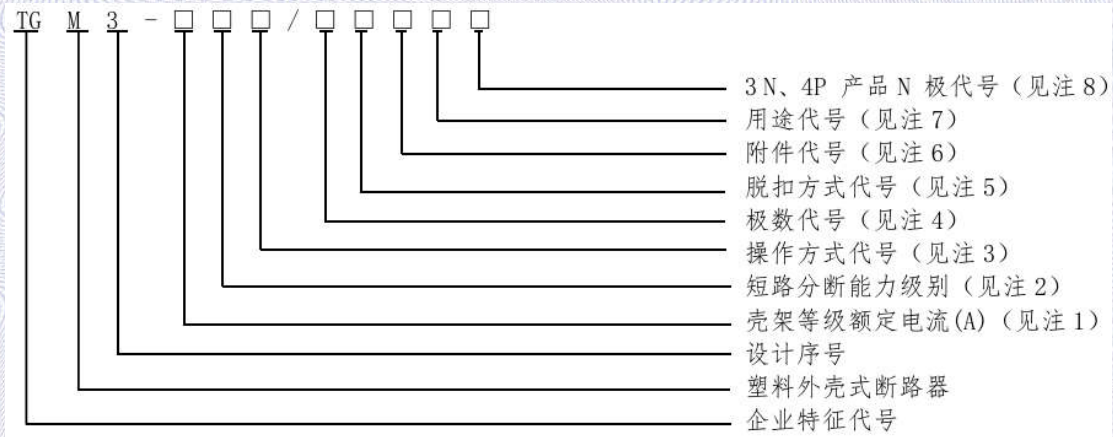 TG M 3 - □ □ □ / □ □ □ □ □
3N、4P 产品 N 极代号（见注 8）
用途代号（见注 7）
附件代号（见注 6）
脱扣方式代号（见注 5）
极数代号（见注 4）
操作方式代号（见注 3）
短路分断能力级别（见注 2）
壳架等级额定电流(A)（见注 1）
设计序号
塑料外壳式断路器
企业特征代号